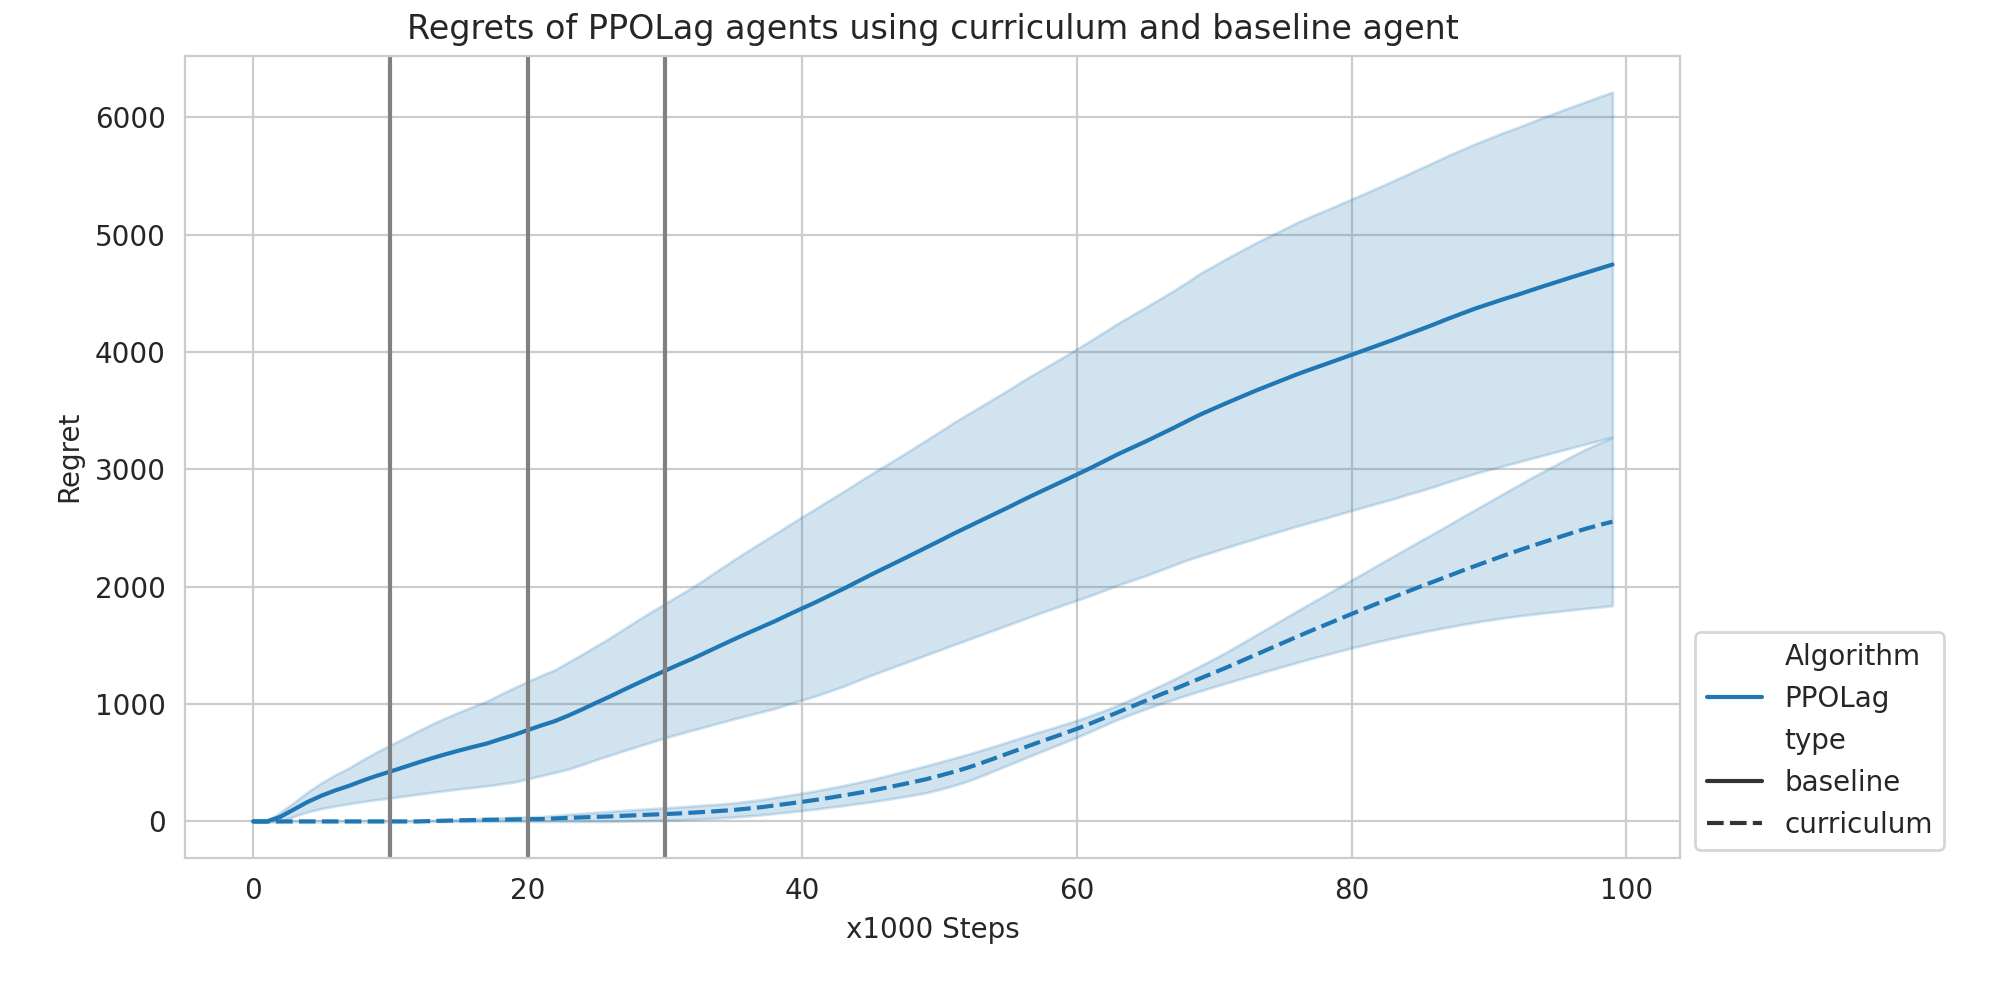 Regrets of PPOLag agents using curriculum and baseline agent
6000
5000
4000
3000
2000
1000
0
Regret
0 20 40 60 80 100
x1000 Steps
Algorithm
PPOLag
type
baseline
curriculum